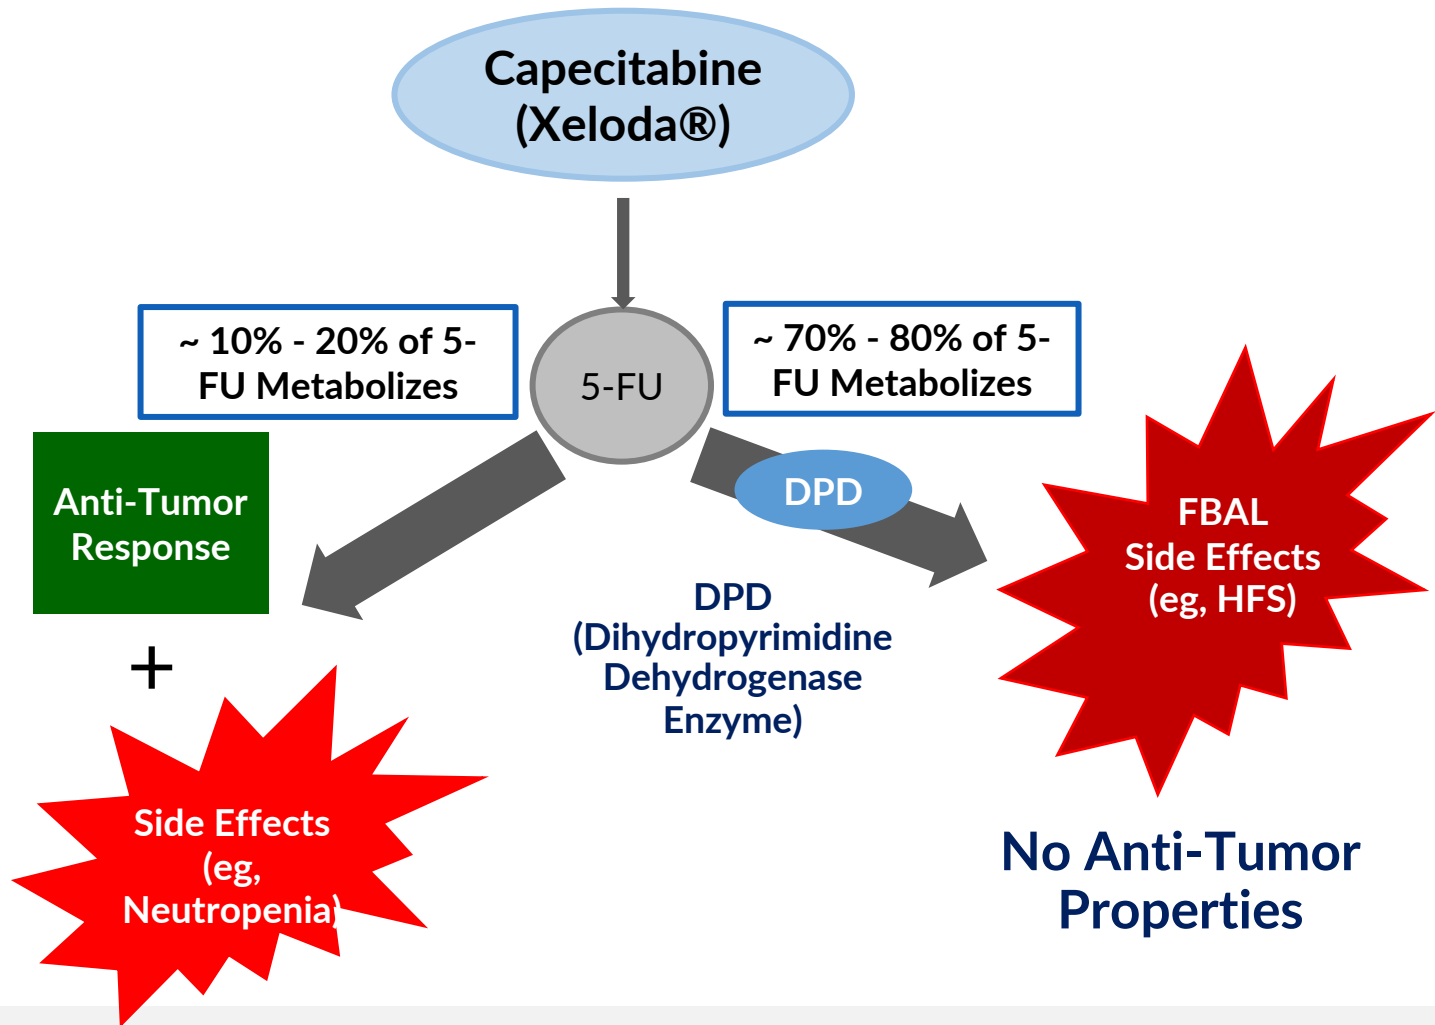 Capecitabine
(Xeloda®)
~ 10% - 20% of 5-
FU Metabolizes
5-FU
~ 70% - 80% of 5-
FU Metabolizes
Anti-Tumor
Response
DPD
FBAL
Side Effects
(eg, HFS)
DPD
(Dihydropyrimidine
Dehydrogenase
Enzyme)
+
Side Effects
(eg,
Neutropenia)
No Anti-Tumor
Properties